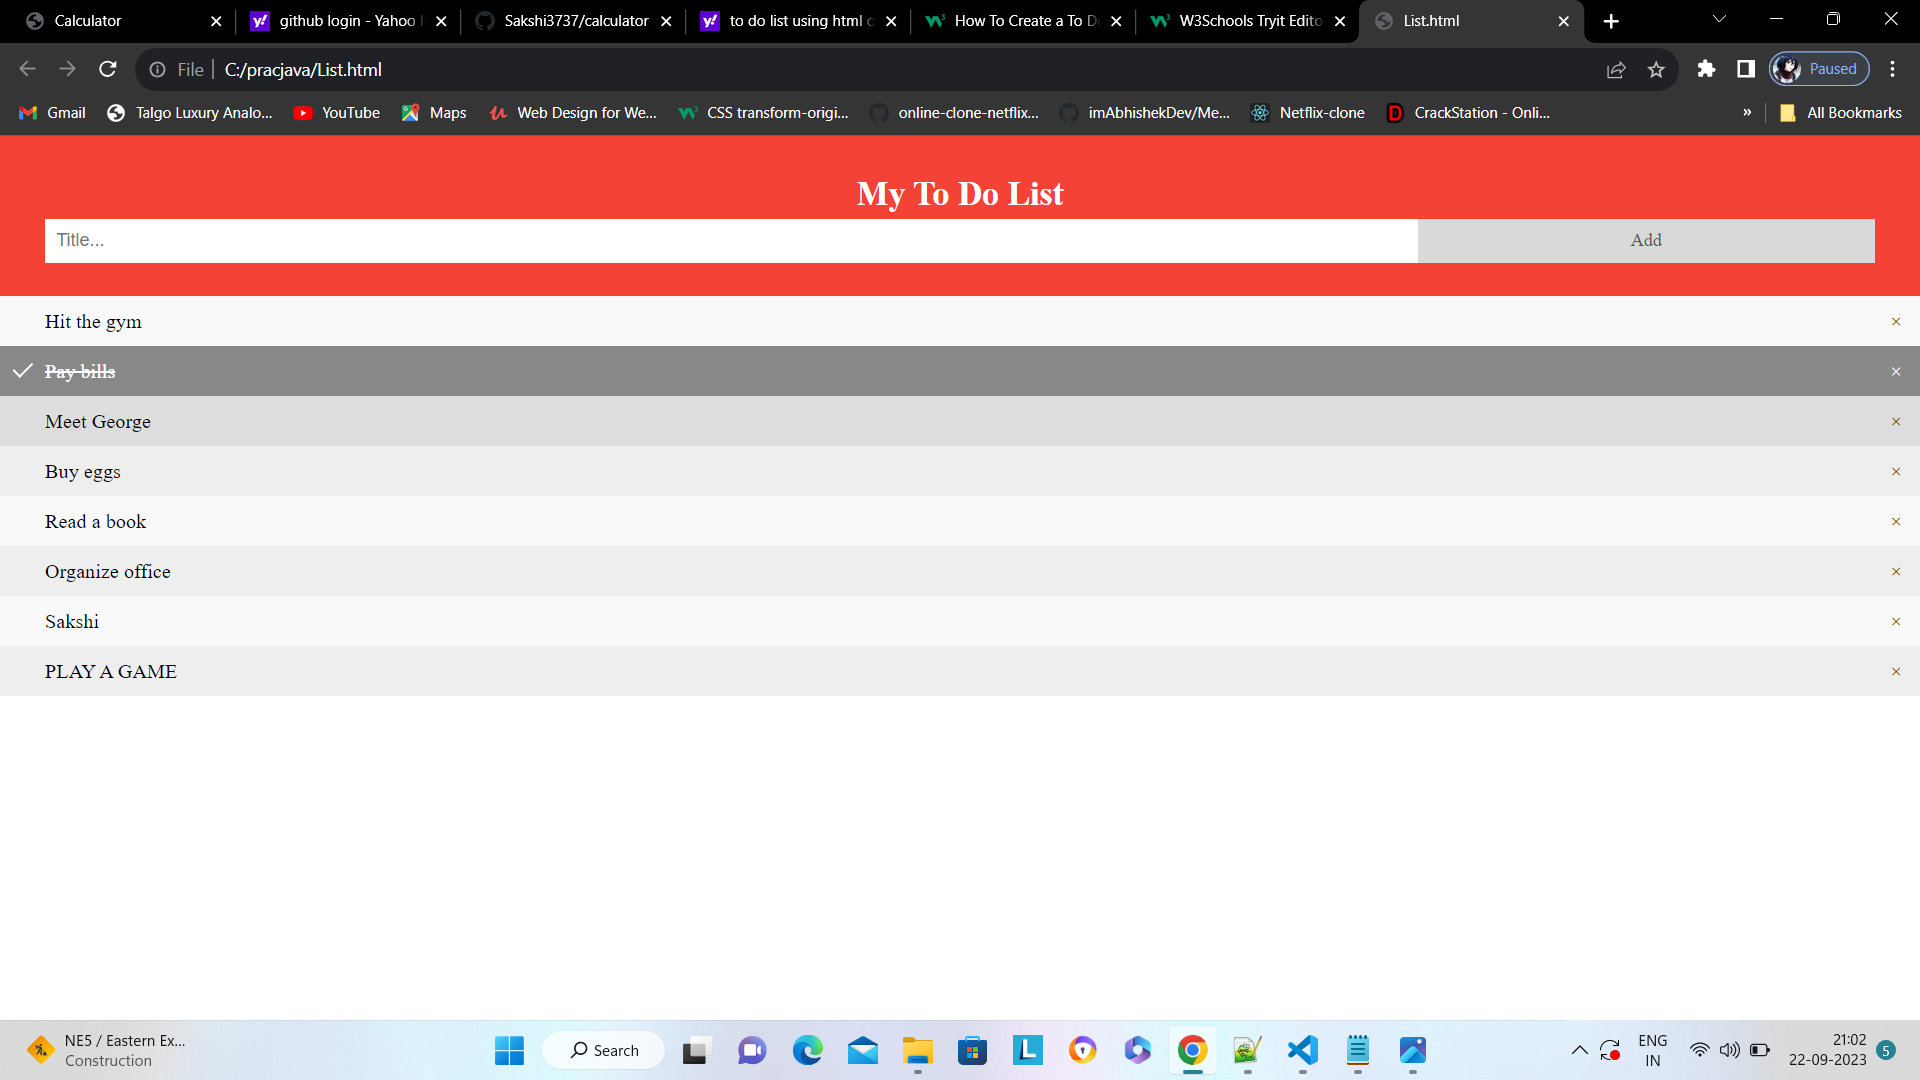 Calculator
github login - Yahoo
Sakshi3737/calculator
to do list using html c
How To Create a To D
W3Schools Tryit Edito
List.html
File
C:/pracjava/List.html
Paused
Gmail
Talgo Luxury Analo...
YouTube
Maps
Web Design for We...
CSS transform-origi...
online-clone-netflix...
imAbhishekDev/Me...
Netflix-clone
CrackStation - Onli...
»
All Bookmarks
My To Do List
Title...
Add
Hit the gym ×
Pay bills ×
Meet George ×
Buy eggs ×
Read a book ×
Organize office ×
Sakshi ×
PLAY A GAME ×
NE5 / Eastern Ex...
Construction
Search
ENG
IN
21:02
22-09-2023
5